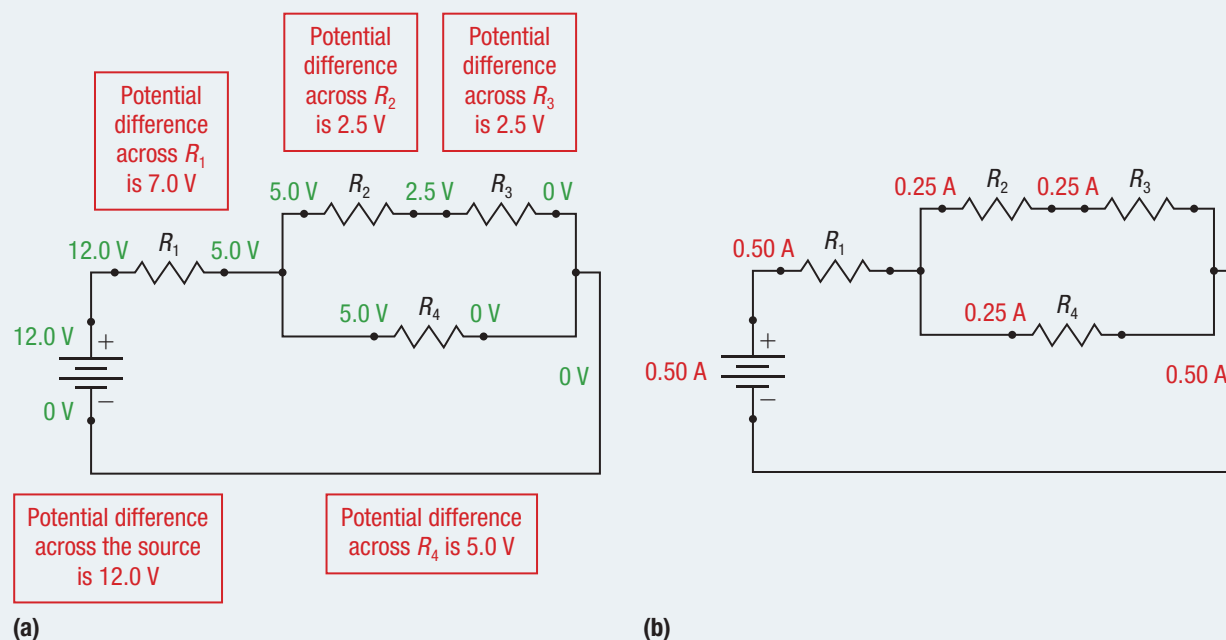 Potential
difference
across R1
is 7.0 V
Potential
difference
across R2
is 2.5 V
Potential
difference
across R3
is 2.5 V
5.0 V R2 2.5 V R3 0 V
12.0 V R1 5.0 V
5.0 V R4 0 V
12.0 V +
0 V −
0 V
Potential difference
across the source
is 12.0 V
Potential difference
across R4 is 5.0 V
(a)
0.25 A R2 0.25 A R3
0.50 A R1
0.25 A R4
+
0.50 A
−
0.50 A
(b)